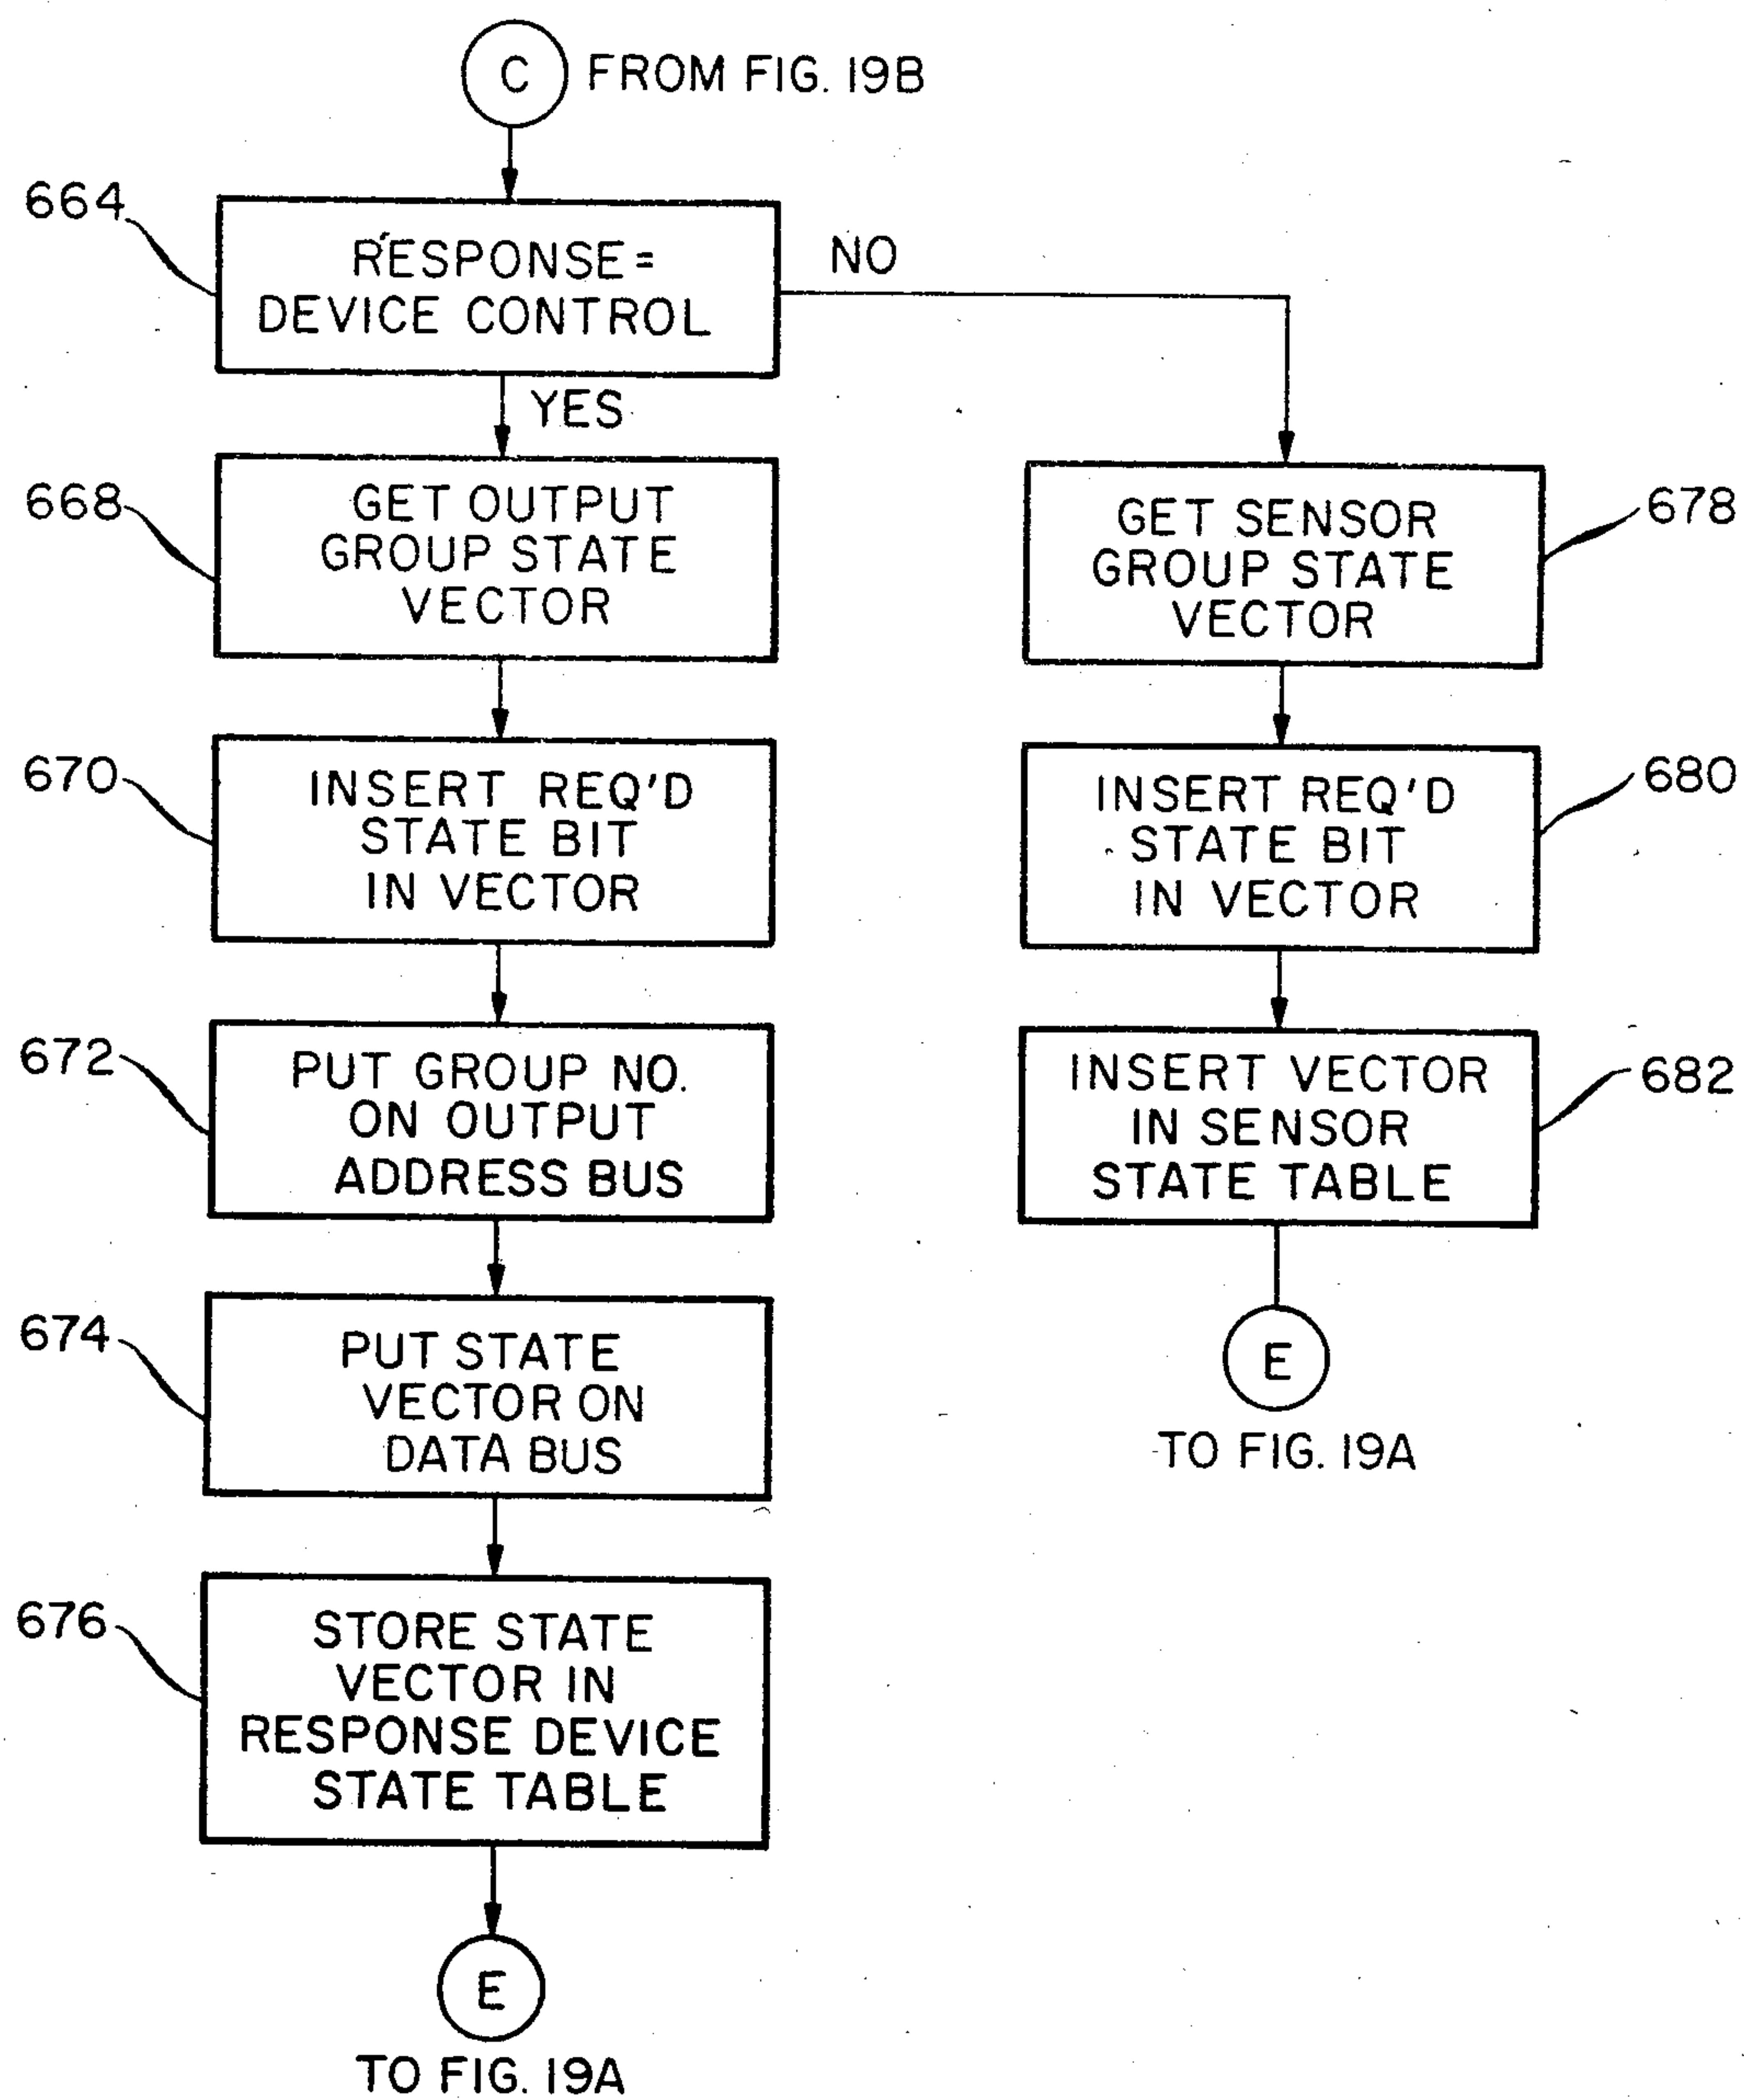 C FROM FIG. 19B
664
RESPONSE =
DEVICE CONTROL
NO
YES
668
GET OUTPUT
GROUP STATE
VECTOR
670
INSERT REQ'D
STATE BIT
IN VECTOR
672
PUT GROUP NO.
ON OUTPUT
ADDRESS BUS
674
PUT STATE
VECTOR ON
DATA BUS
676
STORE STATE
VECTOR IN
RESPONSE DEVICE
STATE TABLE
E
TO FIG. 19A
678
GET SENSOR
GROUP STATE
VECTOR
680
INSERT REQ'D
STATE BIT
IN VECTOR
682
INSERT VECTOR
IN SENSOR
STATE TABLE
E
TO FIG. 19A